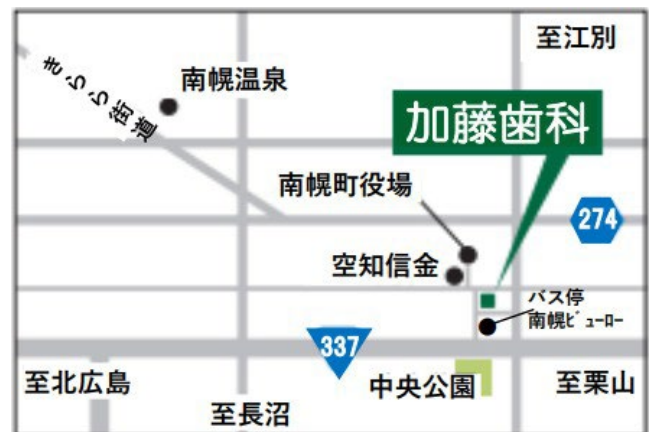 至江別
きらら街道
南幌温泉
加藤歯科
南幌町役場
274
空知信金
バス停
南幌ﾋﾞｭｰﾛｰ
337
至北広島
中央公園
至栗山
至長沼